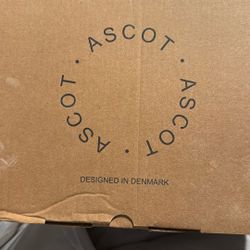 · ASCOT · ASCOT · ASCOT
DESIGNED IN DENMARK